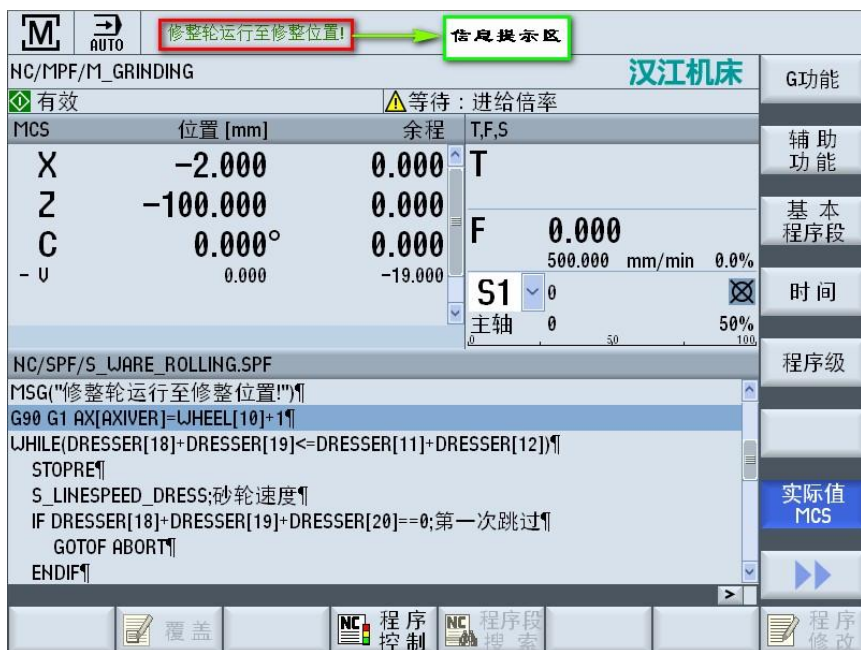 M AUTO 修整轮运行至修整位置! 信息提示区
NC/MPF/M_GRINDING 汉江机床
有效 等待:进给倍率
MCS 位置 [mm] 余程 T,F,S
X -2.000 0.000 T
Z -100.000 0.000
C 0.000° 0.000 F 0.000
500.000 mm/min 0.0%
- V 0.000 -19.000
S1 0
主轴 0 50%
0 50 100
NC/SPF/S_WARE_ROLLING.SPF
MSG("修整轮运行至修整位置!")¶
G90 G1 AX[AXIVER]=WHEEL[10]+1¶
WHILE(DRESSER[18]+DRESSER[19]<=DRESSER[11]+DRESSER[12])¶
STOPRE¶
S_LINESPEED_DRESS;砂轮速度¶
IF DRESSER[18]+DRESSER[19]+DRESSER[20]==0;第一次跳过¶
GOTOF ABORT¶
ENDIF¶
G功能
辅助
功能
基本
程序段
时间
程序级
实际值
MCS
覆盖
NC 程序
控制
NC 程序段
搜索
程序
修改